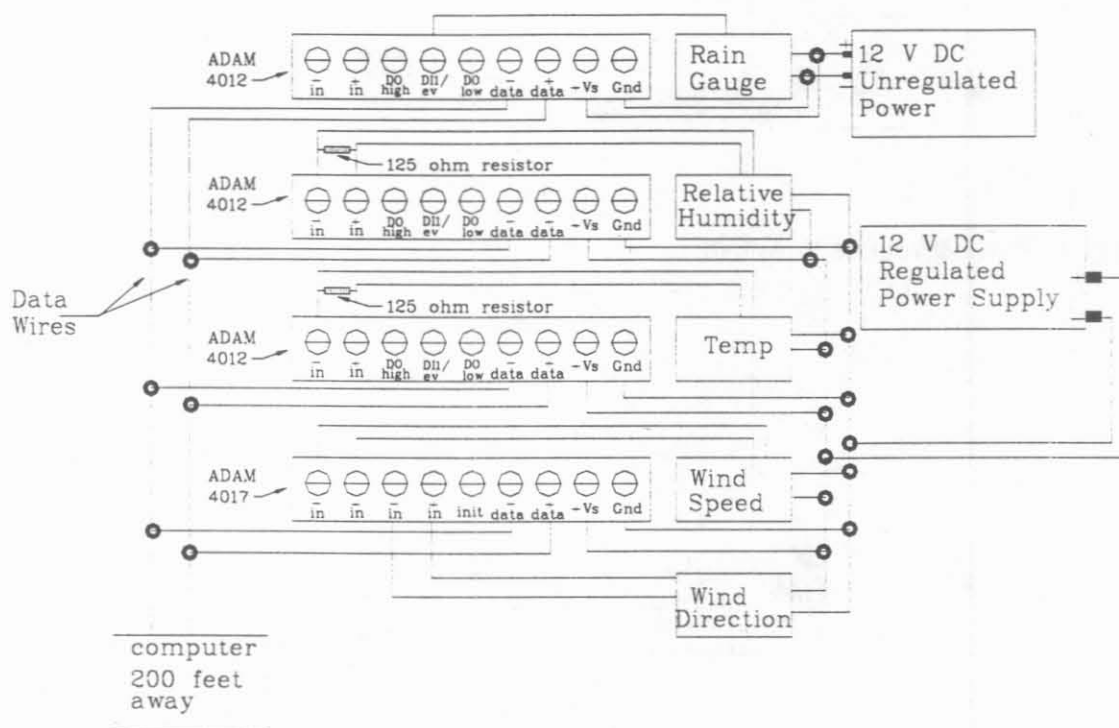 ADAM
4012
in in DO high DI1/ ev DO low data data -Vs Gnd
Rain
Gauge
12 V DC
Unregulated
Power
125 ohm resistor
ADAM
4012
in in DO high DI1/ ev DO low data data -Vs Gnd
Relative
Humidity
12 V DC
Regulated
Power Supply
Data
Wires
125 ohm resistor
ADAM
4012
in in DO high DI1/ ev DO low data data -Vs Gnd
Temp
ADAM
4017
in in in in init data data -Vs Gnd
Wind
Speed
Wind
Direction
computer
200 feet
away